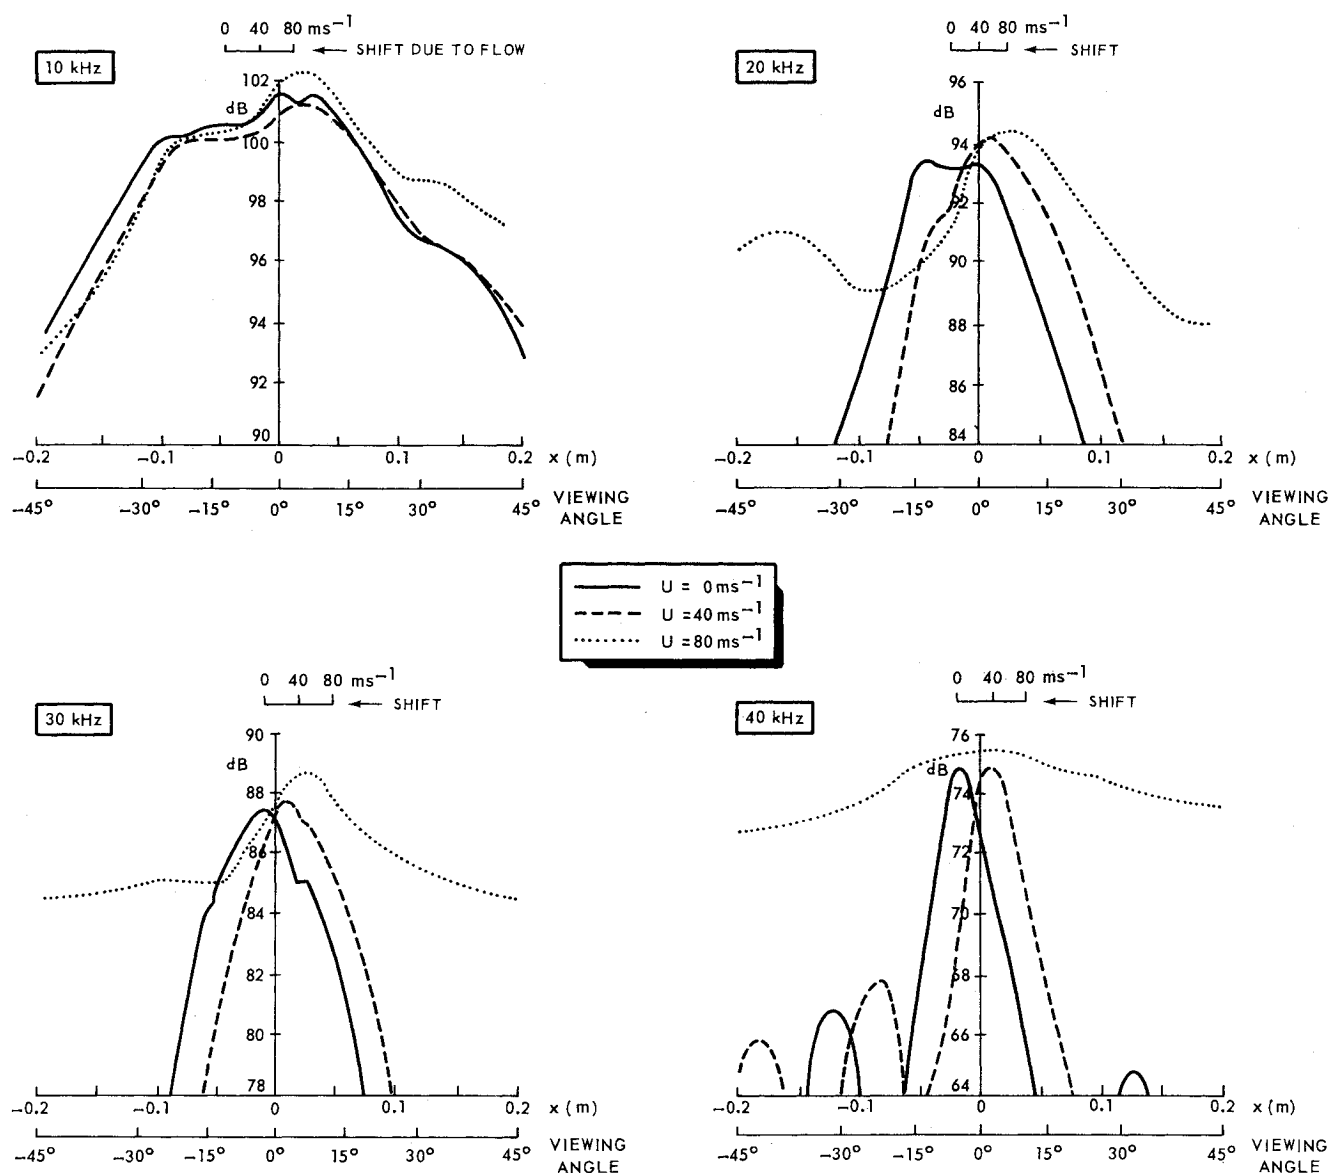 0 40 80 ms⁻¹
← SHIFT DUE TO FLOW
10 kHz
dB
102
100
98
96
94
92
90
−0.2 −0.1 0 0.1 0.2 x (m)
−45° −30° −15° 0° 15° 30° 45° VIEWING ANGLE
0 40 80 ms⁻¹
← SHIFT
20 kHz
dB
96
94
92
90
88
86
84
−0.2 −0.1 0 0.1 0.2 x (m)
−45° −30° −15° 0° 15° 30° 45° VIEWING ANGLE
U = 0 ms⁻¹
U = 40 ms⁻¹
U = 80 ms⁻¹
0 40 80 ms⁻¹
← SHIFT
30 kHz
dB
90
88
86
84
82
80
78
−0.2 −0.1 0 0.1 0.2 x (m)
−45° −30° −15° 0° 15° 30° 45° VIEWING ANGLE
0 40 80 ms⁻¹
← SHIFT
40 kHz
dB
76
74
72
70
68
66
64
−0.2 −0.1 0 0.1 0.2 x (m)
−45° −30° −15° 0° 15° 30° 45° VIEWING ANGLE